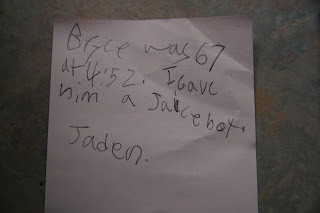 Bryce was 67
at 4:52. I Gave
him a Juicebox.
Jaden.